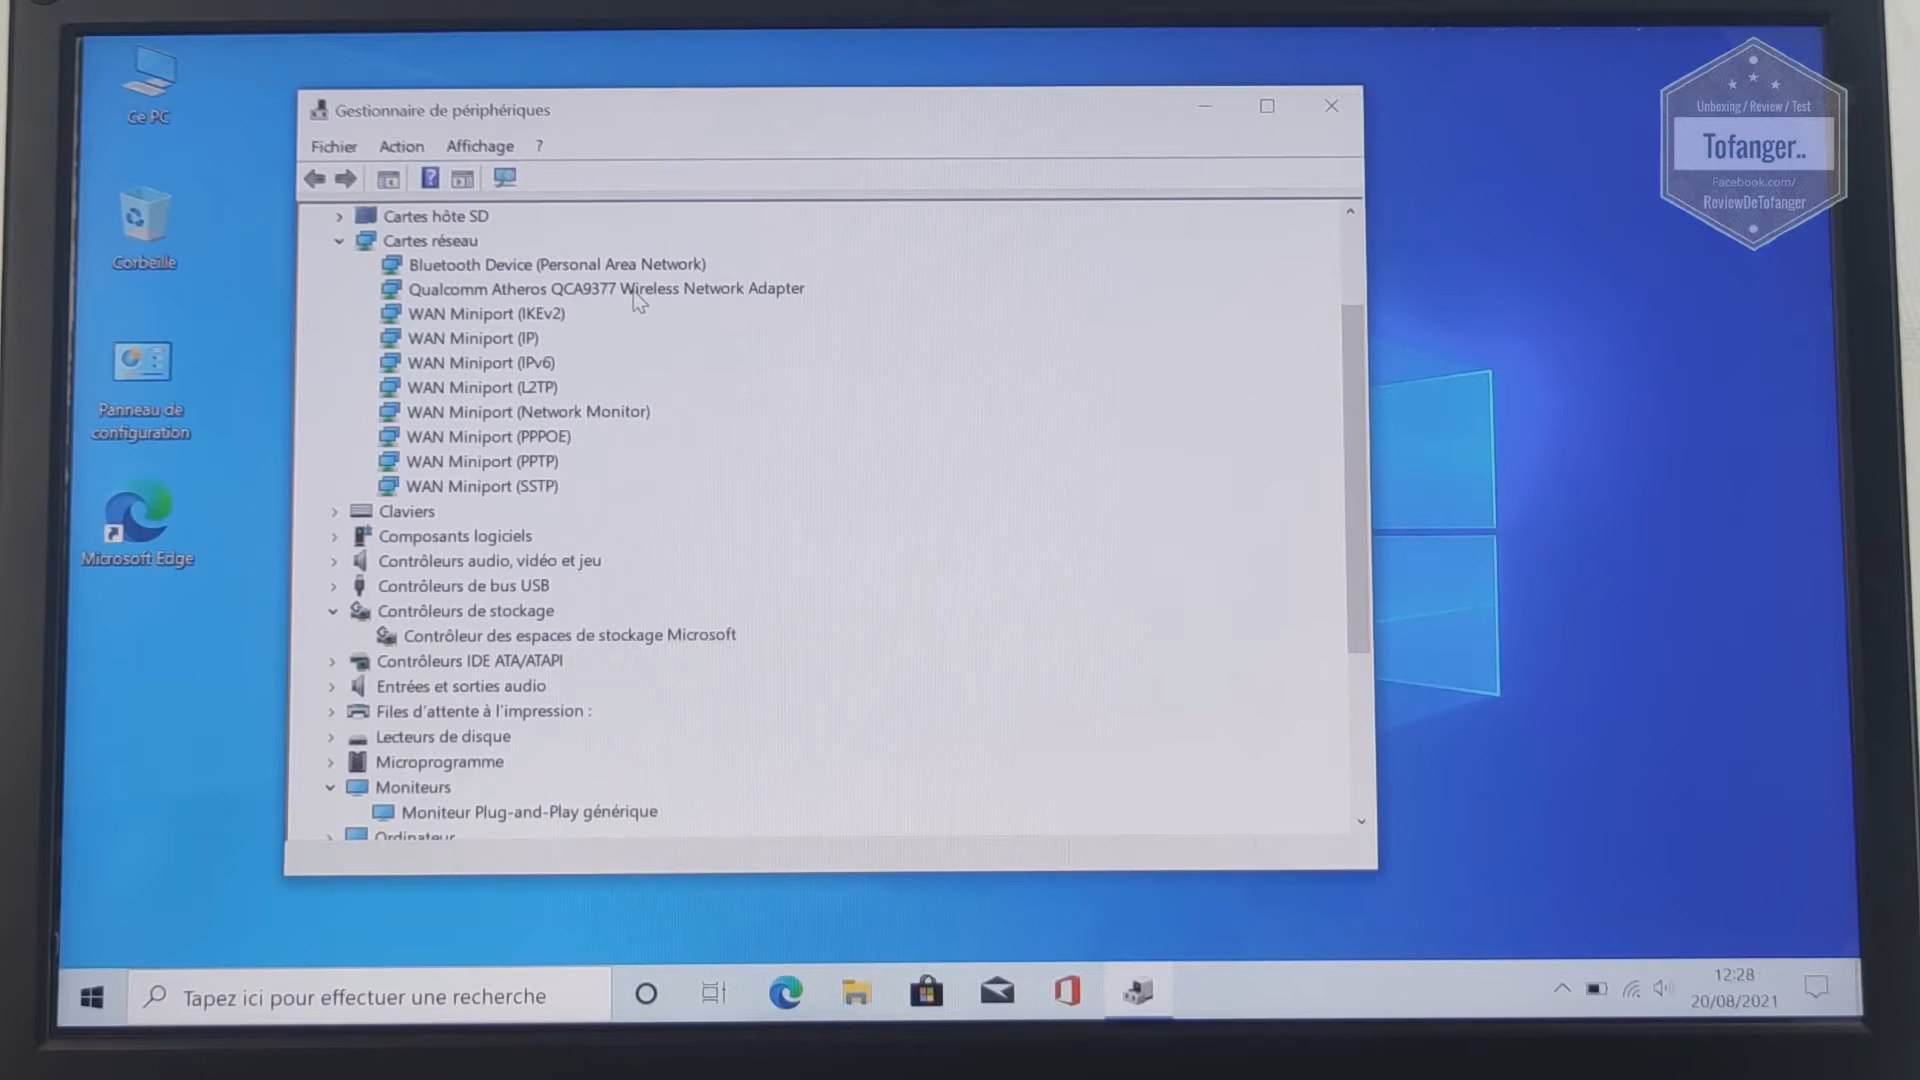 Ce PC
Corbeille
Panneau de
configuration
Microsoft Edge
Gestionnaire de périphériques
Fichier Action Affichage ?
Cartes hôte SD
Cartes réseau
Bluetooth Device (Personal Area Network)
Qualcomm Atheros QCA9377 Wireless Network Adapter
WAN Miniport (IKEv2)
WAN Miniport (IP)
WAN Miniport (IPv6)
WAN Miniport (L2TP)
WAN Miniport (Network Monitor)
WAN Miniport (PPPOE)
WAN Miniport (PPTP)
WAN Miniport (SSTP)
Claviers
Composants logiciels
Contrôleurs audio, vidéo et jeu
Contrôleurs de bus USB
Contrôleurs de stockage
Contrôleur des espaces de stockage Microsoft
Contrôleurs IDE ATA/ATAPI
Entrées et sorties audio
Files d'attente à l'impression :
Lecteurs de disque
Microprogramme
Moniteurs
Moniteur Plug-and-Play générique
Ordinateur
Unboxing / Review / Test
Tofanger..
Facebook.com/
ReviewDeTofanger
Tapez ici pour effectuer une recherche
12:28
20/08/2021